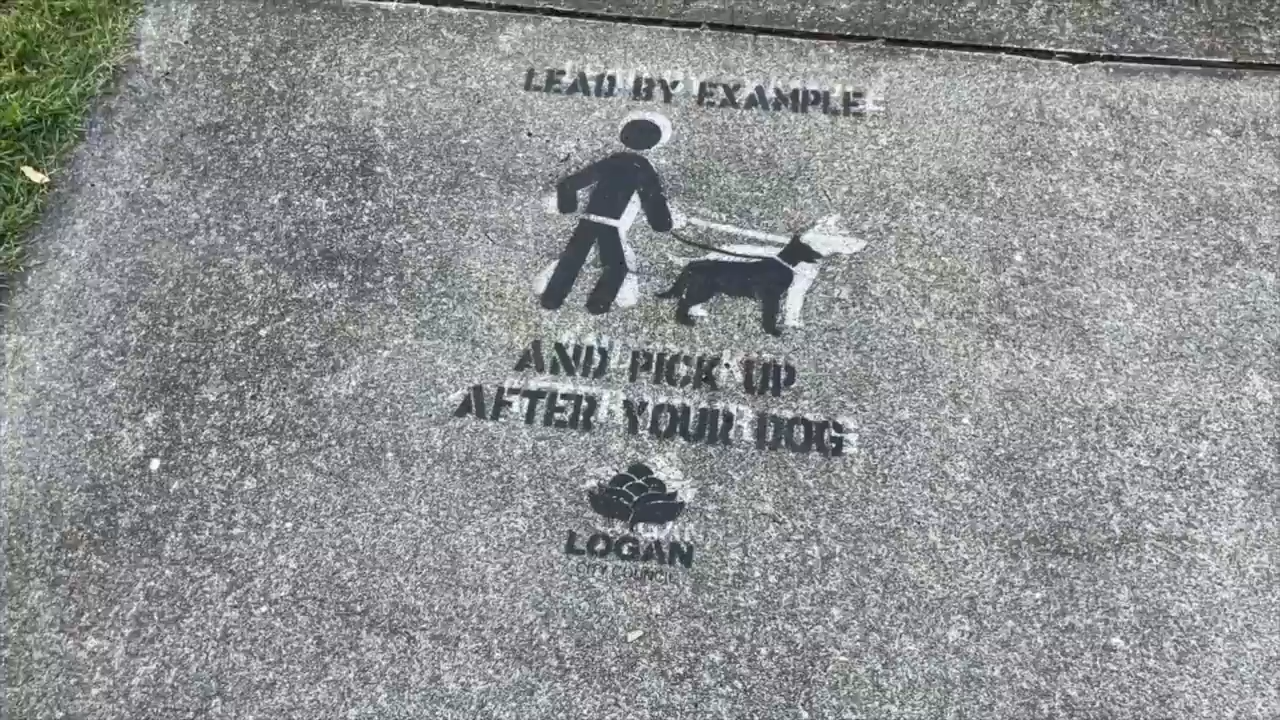 LEAD BY EXAMPLE
AND PICK UP
AFTER YOUR DOG
LOGAN
CITY COUNCIL